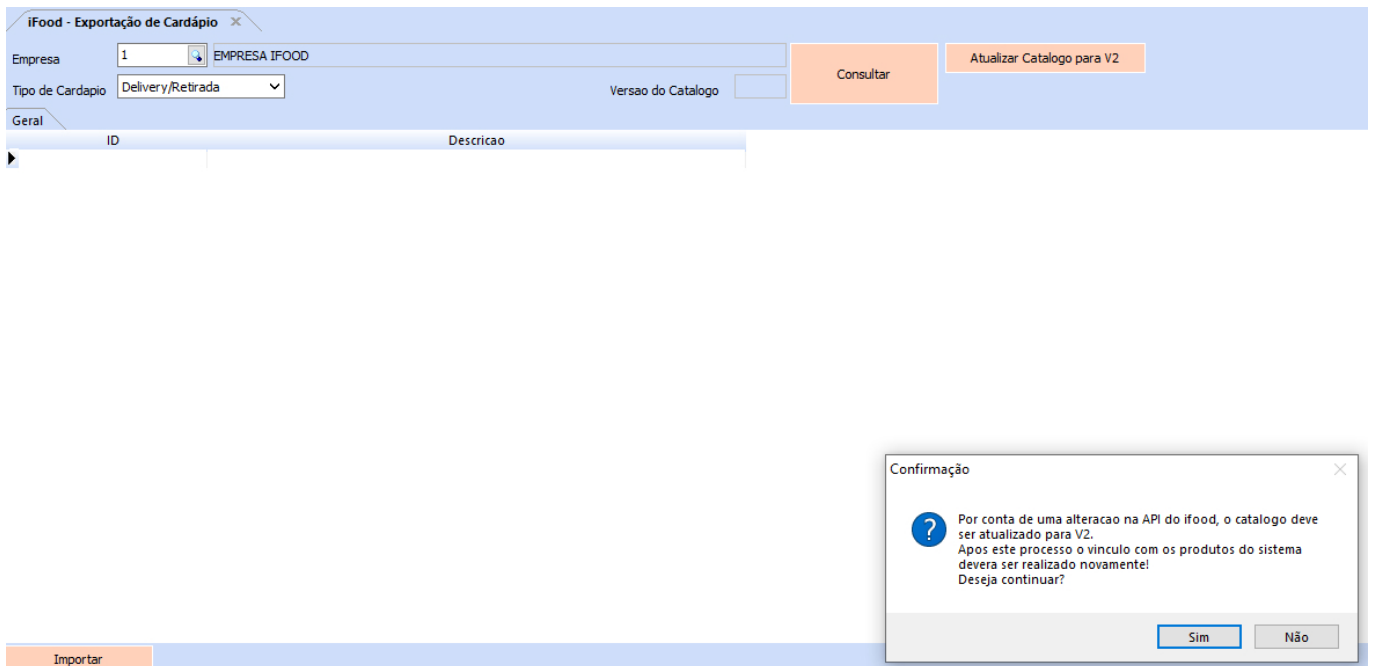 iFood - Exportação de Cardápio
Empresa 1 EMPRESA IFOOD
Consultar
Atualizar Catalogo para V2
Tipo de Cardapio Delivery/Retirada
Versao do Catalogo
Geral
ID Descricao
Confirmação
Por conta de uma alteracao na API do ifood, o catalogo deve
ser atualizado para V2.
Apos este processo o vinculo com os produtos do sistema
devera ser realizado novamente!
Deseja continuar?
Sim Não
Importar